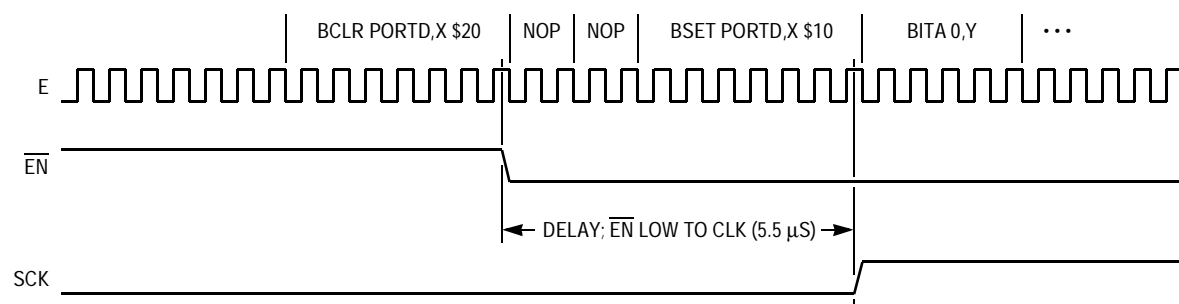 BCLR PORTD,X $20 NOP NOP BSET PORTD,X $10 BITA 0,Y •••
E
EN
DELAY; EN LOW TO CLK (5.5 μS)
SCK